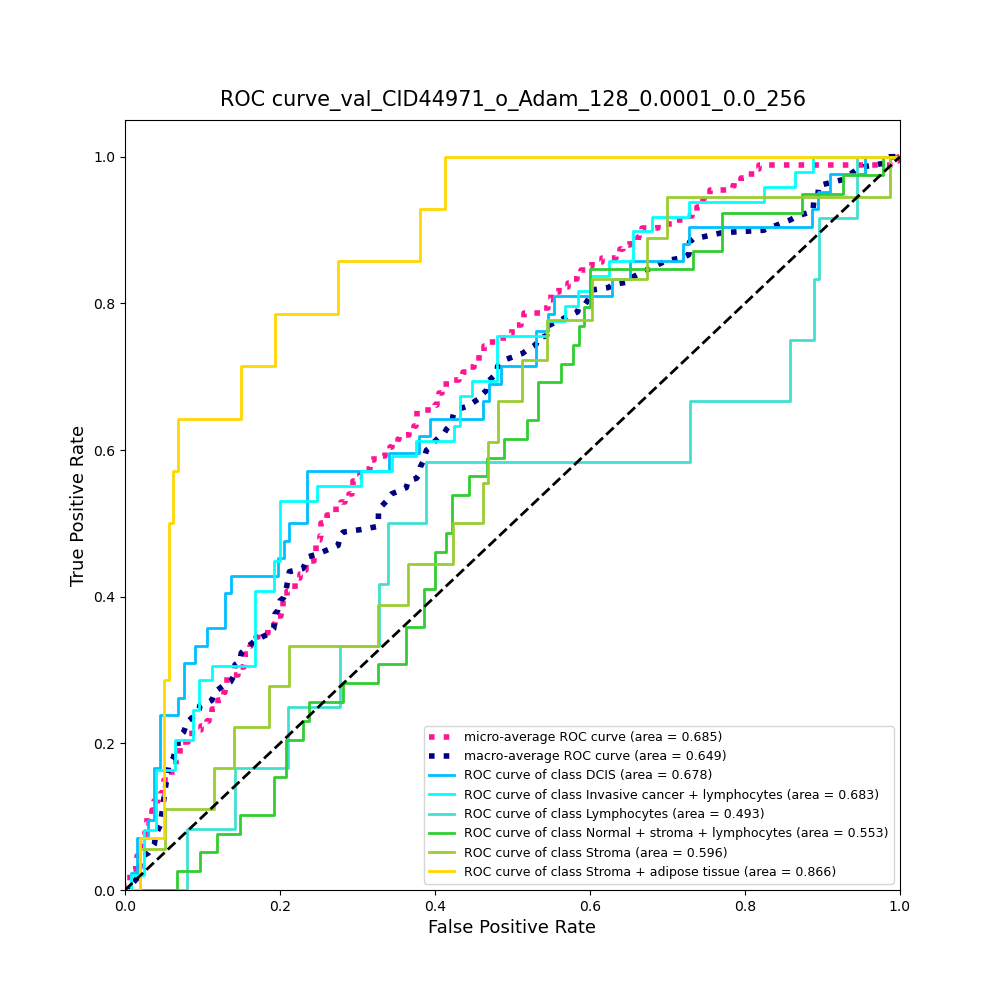 ROC curve_val_CID44971_o_Adam_128_0.0001_0.0_256
True Positive Rate
1.0
0.8
0.6
0.4
0.2
0.0
micro-average ROC curve (area = 0.685)
macro-average ROC curve (area = 0.649)
ROC curve of class DCIS (area = 0.678)
ROC curve of class Invasive cancer + lymphocytes (area = 0.683)
ROC curve of class Lymphocytes (area = 0.493)
ROC curve of class Normal + stroma + lymphocytes (area = 0.553)
ROC curve of class Stroma (area = 0.596)
ROC curve of class Stroma + adipose tissue (area = 0.866)
0.0 0.2 0.4 0.6 0.8 1.0
False Positive Rate